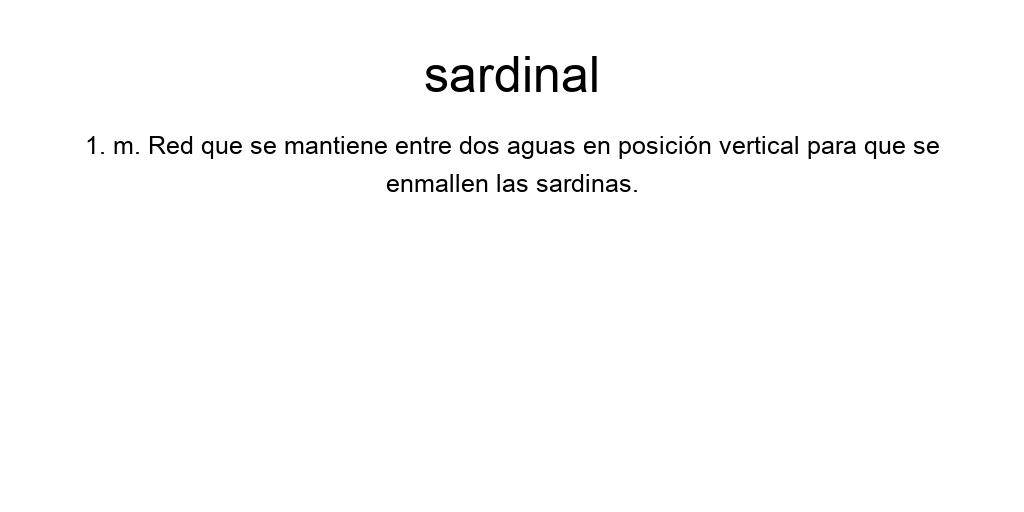 sardinal
1. m. Red que se mantiene entre dos aguas en posición vertical para que se
enmallen las sardinas.